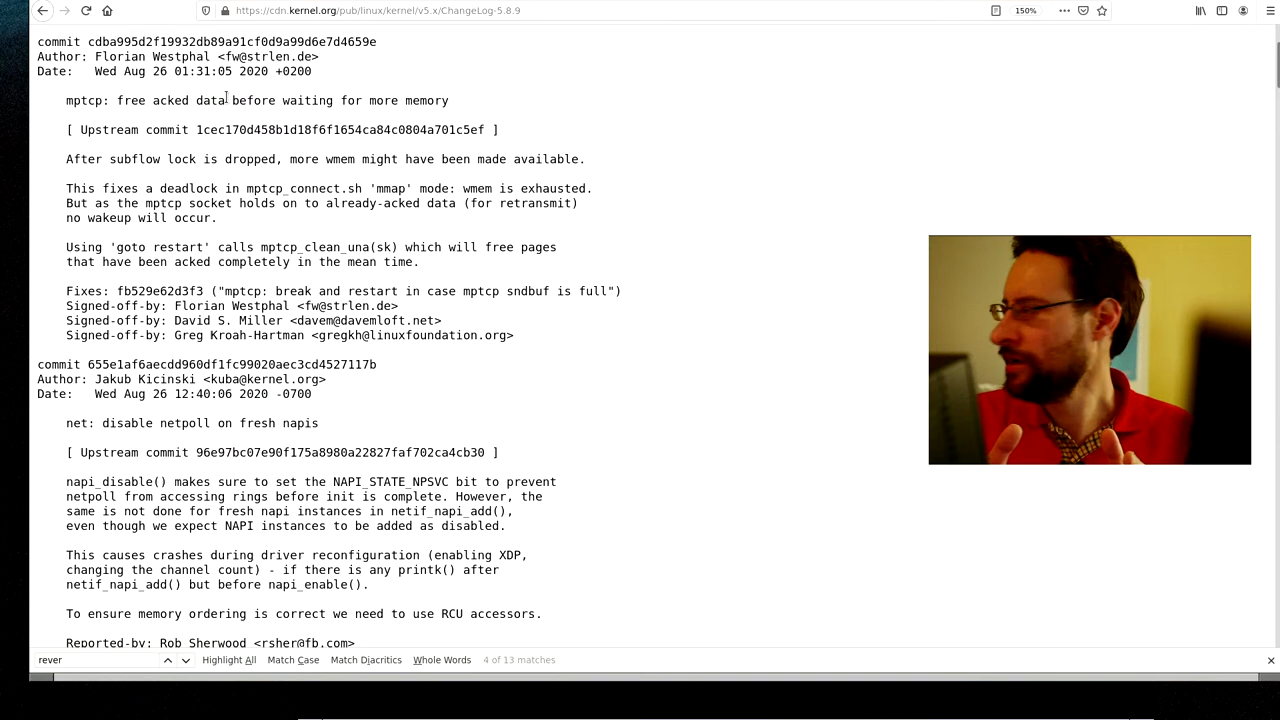 https://cdn.kernel.org/pub/linux/kernel/v5.x/ChangeLog-5.8.9 150%
commit cdba995d2f19932db89a91cf0d9a99d6e7d4659e
Author: Florian Westphal <fw@strlen.de>
Date:   Wed Aug 26 01:31:05 2020 +0200
mptcp: free acked data before waiting for more memory
[ Upstream commit 1cec170d458b1d18f6f1654ca84c0804a701c5ef ]
After subflow lock is dropped, more wmem might have been made available.
This fixes a deadlock in mptcp_connect.sh 'mmap' mode: wmem is exhausted.
But as the mptcp socket holds on to already-acked data (for retransmit)
no wakeup will occur.
Using 'goto restart' calls mptcp_clean_una(sk) which will free pages
that have been acked completely in the mean time.
Fixes: fb529e62d3f3 ("mptcp: break and restart in case mptcp sndbuf is full")
Signed-off-by: Florian Westphal <fw@strlen.de>
Signed-off-by: David S. Miller <davem@davemloft.net>
Signed-off-by: Greg Kroah-Hartman <gregkh@linuxfoundation.org>
commit 655e1af6aecdd960df1fc99020aec3cd4527117b
Author: Jakub Kicinski <kuba@kernel.org>
Date:   Wed Aug 26 12:40:06 2020 -0700
net: disable netpoll on fresh napis
[ Upstream commit 96e97bc07e90f175a8980a22827faf702ca4cb30 ]
napi_disable() makes sure to set the NAPI_STATE_NPSVC bit to prevent
netpoll from accessing rings before init is complete. However, the
same is not done for fresh napi instances in netif_napi_add(),
even though we expect NAPI instances to be added as disabled.
This causes crashes during driver reconfiguration (enabling XDP,
changing the channel count) - if there is any printk() after
netif_napi_add() but before napi_enable().
To ensure memory ordering is correct we need to use RCU accessors.
Reported-by: Rob Sherwood <rsher@fb.com>
rever Highlight All Match Case Match Diacritics Whole Words 4 of 13 matches